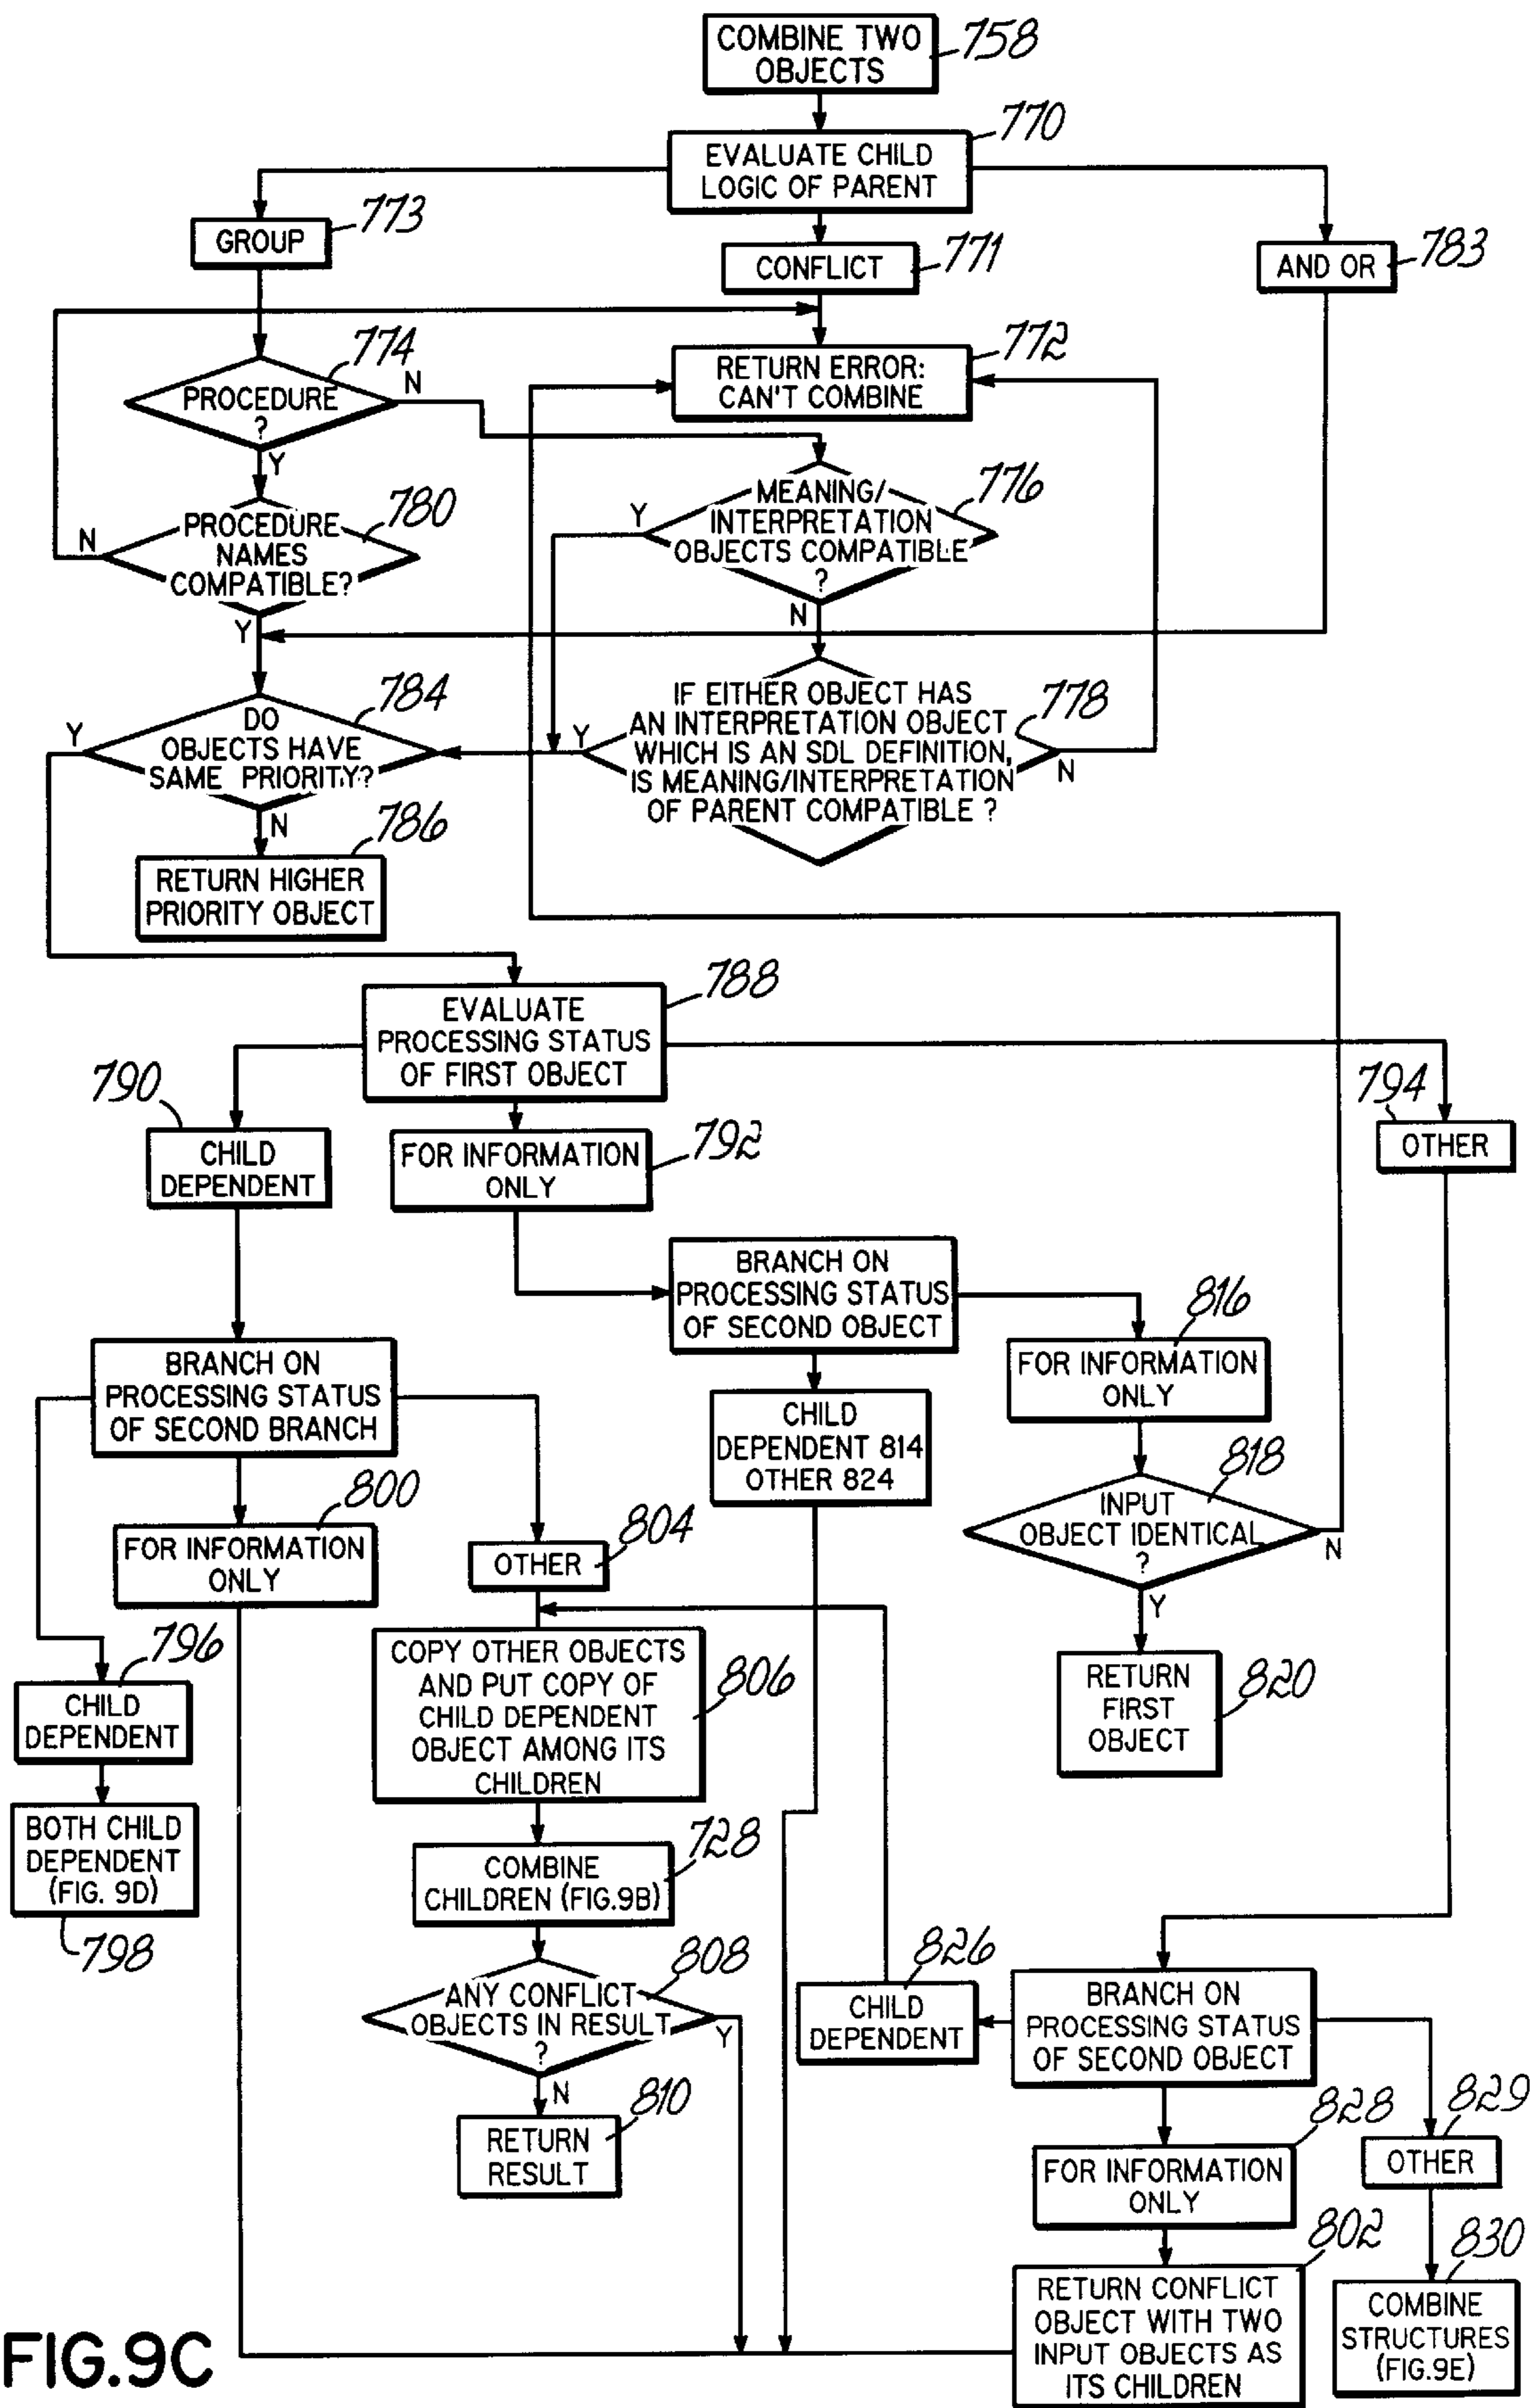 COMBINE TWO
OBJECTS
758
EVALUATE CHILD
LOGIC OF PARENT
770
GROUP
773
CONFLICT
771
AND OR
783
PROCEDURE
?
774
N
Y
RETURN ERROR:
CAN'T COMBINE
772
PROCEDURE
NAMES
COMPATIBLE?
780
N
Y
MEANING/
INTERPRETATION
OBJECTS COMPATIBLE
?
776
Y
N
DO
OBJECTS HAVE
SAME PRIORITY?
784
Y
N
IF EITHER OBJECT HAS
AN INTERPRETATION OBJECT
WHICH IS AN SDL DEFINITION,
IS MEANING/INTERPRETATION
OF PARENT COMPATIBLE ?
778
Y
N
RETURN HIGHER
PRIORITY OBJECT
786
EVALUATE
PROCESSING STATUS
OF FIRST OBJECT
788
790
CHILD
DEPENDENT
FOR INFORMATION
ONLY
792
794
OTHER
BRANCH ON
PROCESSING STATUS
OF SECOND OBJECT
816
FOR INFORMATION
ONLY
BRANCH ON
PROCESSING STATUS
OF SECOND BRANCH
CHILD
DEPENDENT 814
OTHER 824
INPUT
OBJECT IDENTICAL
?
818
N
Y
800
FOR INFORMATION
ONLY
804
OTHER
796
CHILD
DEPENDENT
COPY OTHER OBJECTS
AND PUT COPY OF
CHILD DEPENDENT
OBJECT AMONG ITS
CHILDREN
806
RETURN
FIRST
OBJECT
820
BOTH CHILD
DEPENDENT
(FIG. 9D)
798
COMBINE
CHILDREN (FIG.9B)
728
ANY CONFLICT
OBJECTS IN RESULT
?
808
Y
N
826
CHILD
DEPENDENT
BRANCH ON
PROCESSING STATUS
OF SECOND OBJECT
RETURN
RESULT
810
828
FOR INFORMATION
ONLY
829
OTHER
802
RETURN CONFLICT
OBJECT WITH TWO
INPUT OBJECTS AS
ITS CHILDREN
830
COMBINE
STRUCTURES
(FIG.9E)
FIG.9C